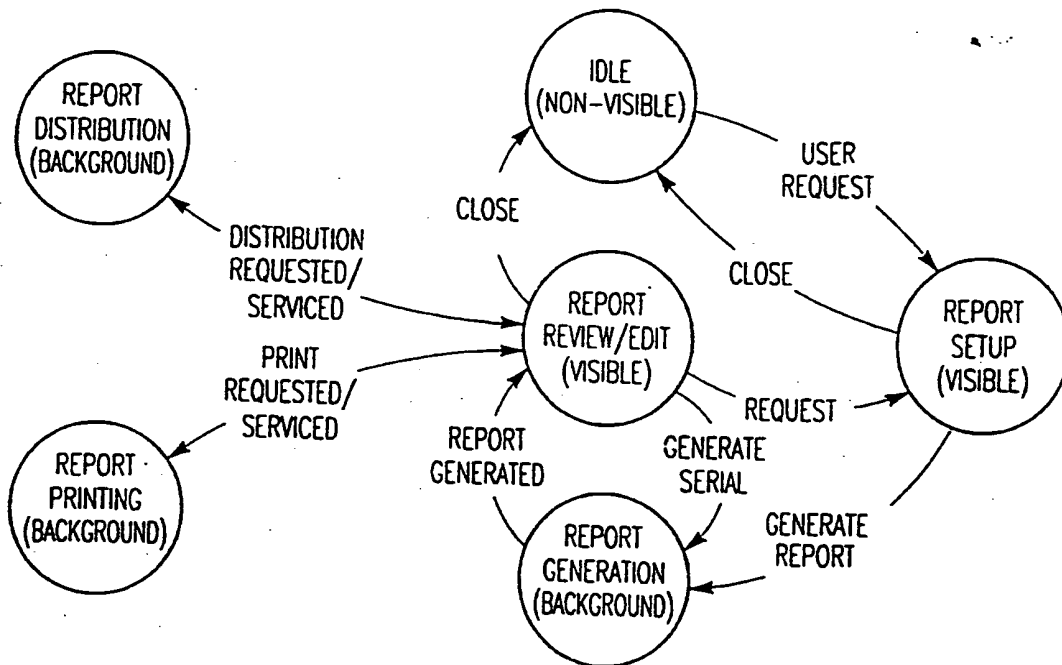 REPORT
DISTRIBUTION
(BACKGROUND)
IDLE
(NON-VISIBLE)
USER
REQUEST
CLOSE
DISTRIBUTION
REQUESTED/
SERVICED
CLOSE
REPORT
REVIEW/EDIT
(VISIBLE)
REPORT
SETUP
(VISIBLE)
PRINT
REQUESTED/
SERVICED
REQUEST
REPORT
GENERATED
GENERATE
SERIAL
REPORT
PRINTING
(BACKGROUND)
REPORT
GENERATION
(BACKGROUND)
GENERATE
REPORT